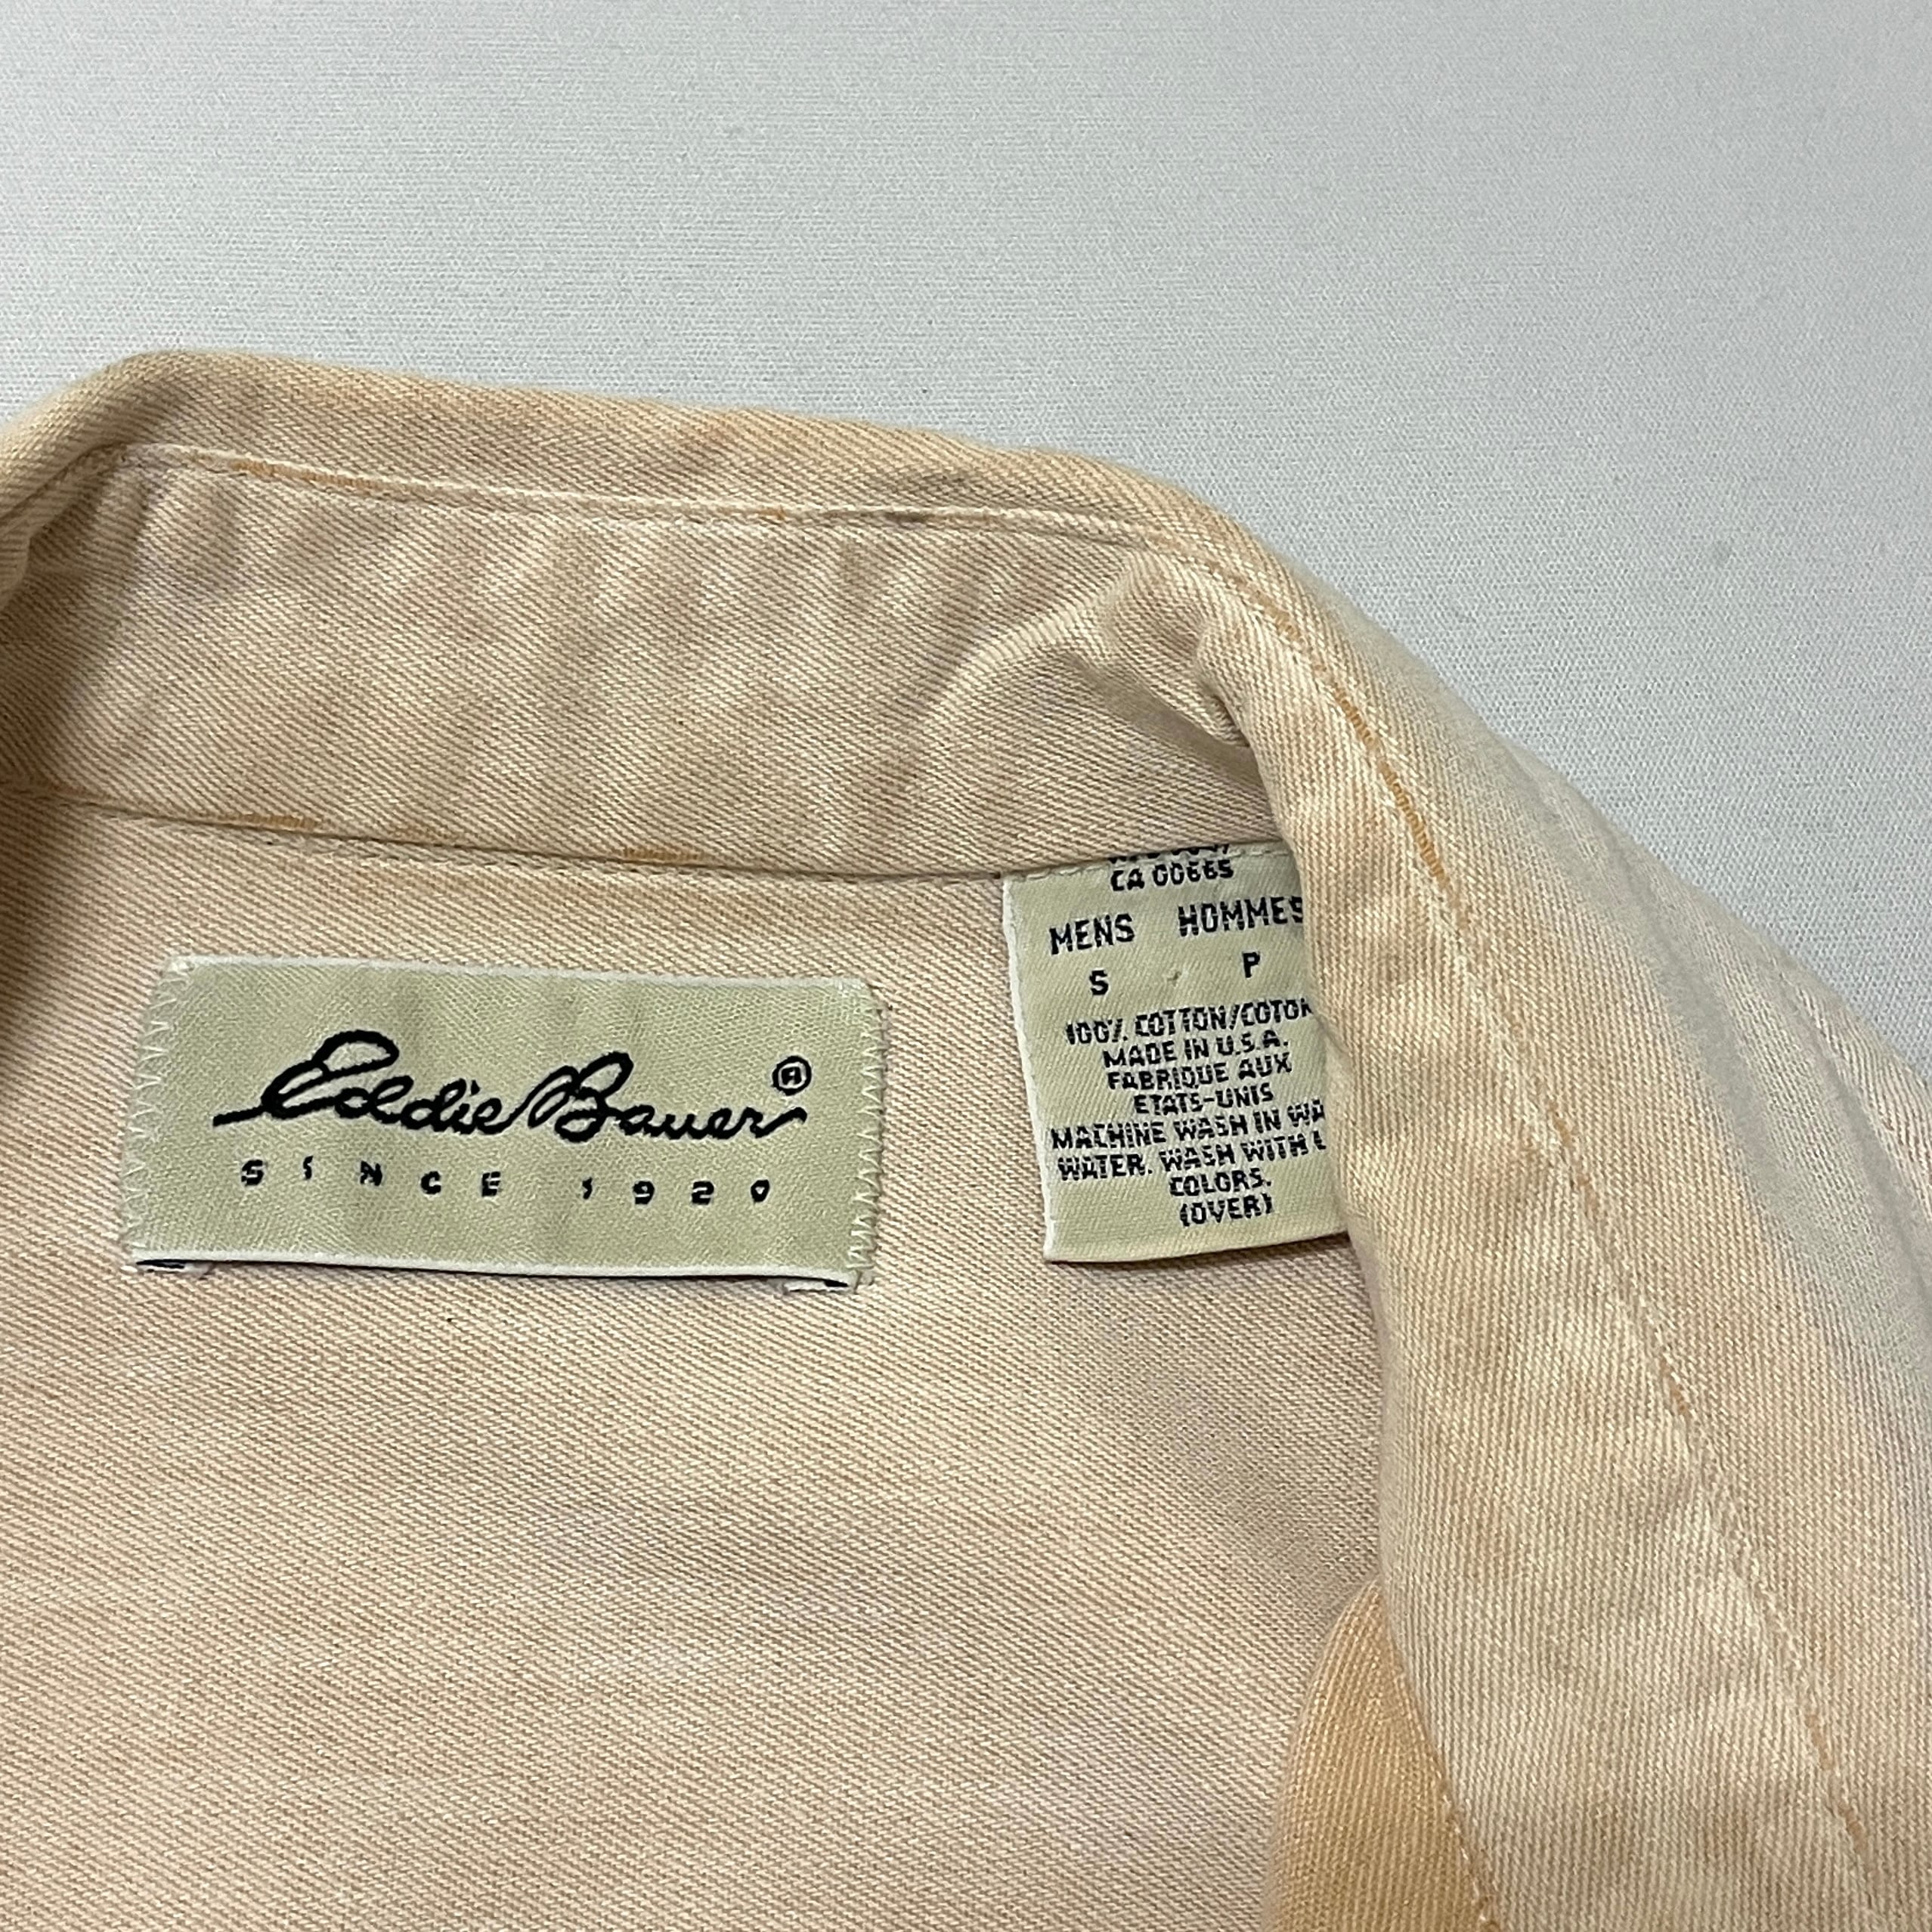 Eddie Bauer®
SINCE 1920
CA 00665
MENS HOMMES
S P
100% COTTON/COTON
MADE IN U.S.A.
FABRIQUE AUX
ETATS-UNIS
MACHINE WASH IN
WATER. WASH WITH
COLORS.
(OVER)